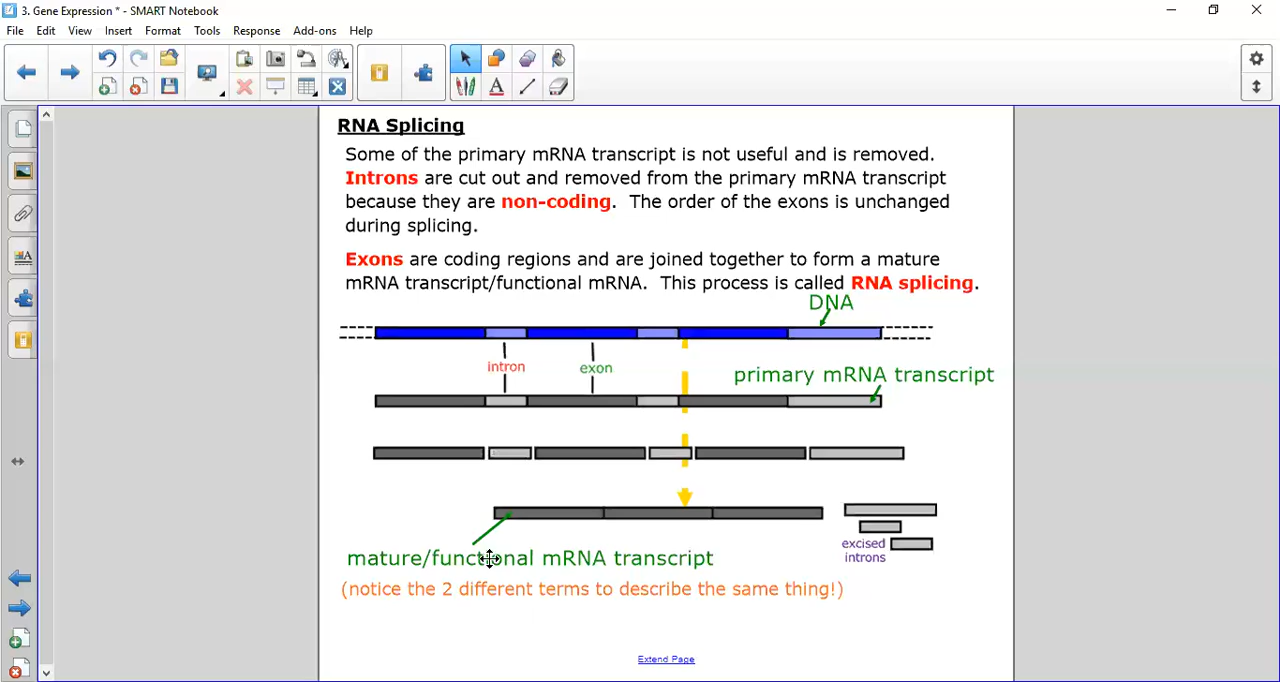 3. Gene Expression * - SMART Notebook
File Edit View Insert Format Tools Response Add-ons Help
RNA Splicing
Some of the primary mRNA transcript is not useful and is removed.
Introns are cut out and removed from the primary mRNA transcript
because they are non-coding. The order of the exons is unchanged
during splicing.
Exons are coding regions and are joined together to form a mature
mRNA transcript/functional mRNA. This process is called RNA splicing.
DNA
intron
exon
primary mRNA transcript
excised
introns
mature/functional mRNA transcript
(notice the 2 different terms to describe the same thing!)
Extend Page